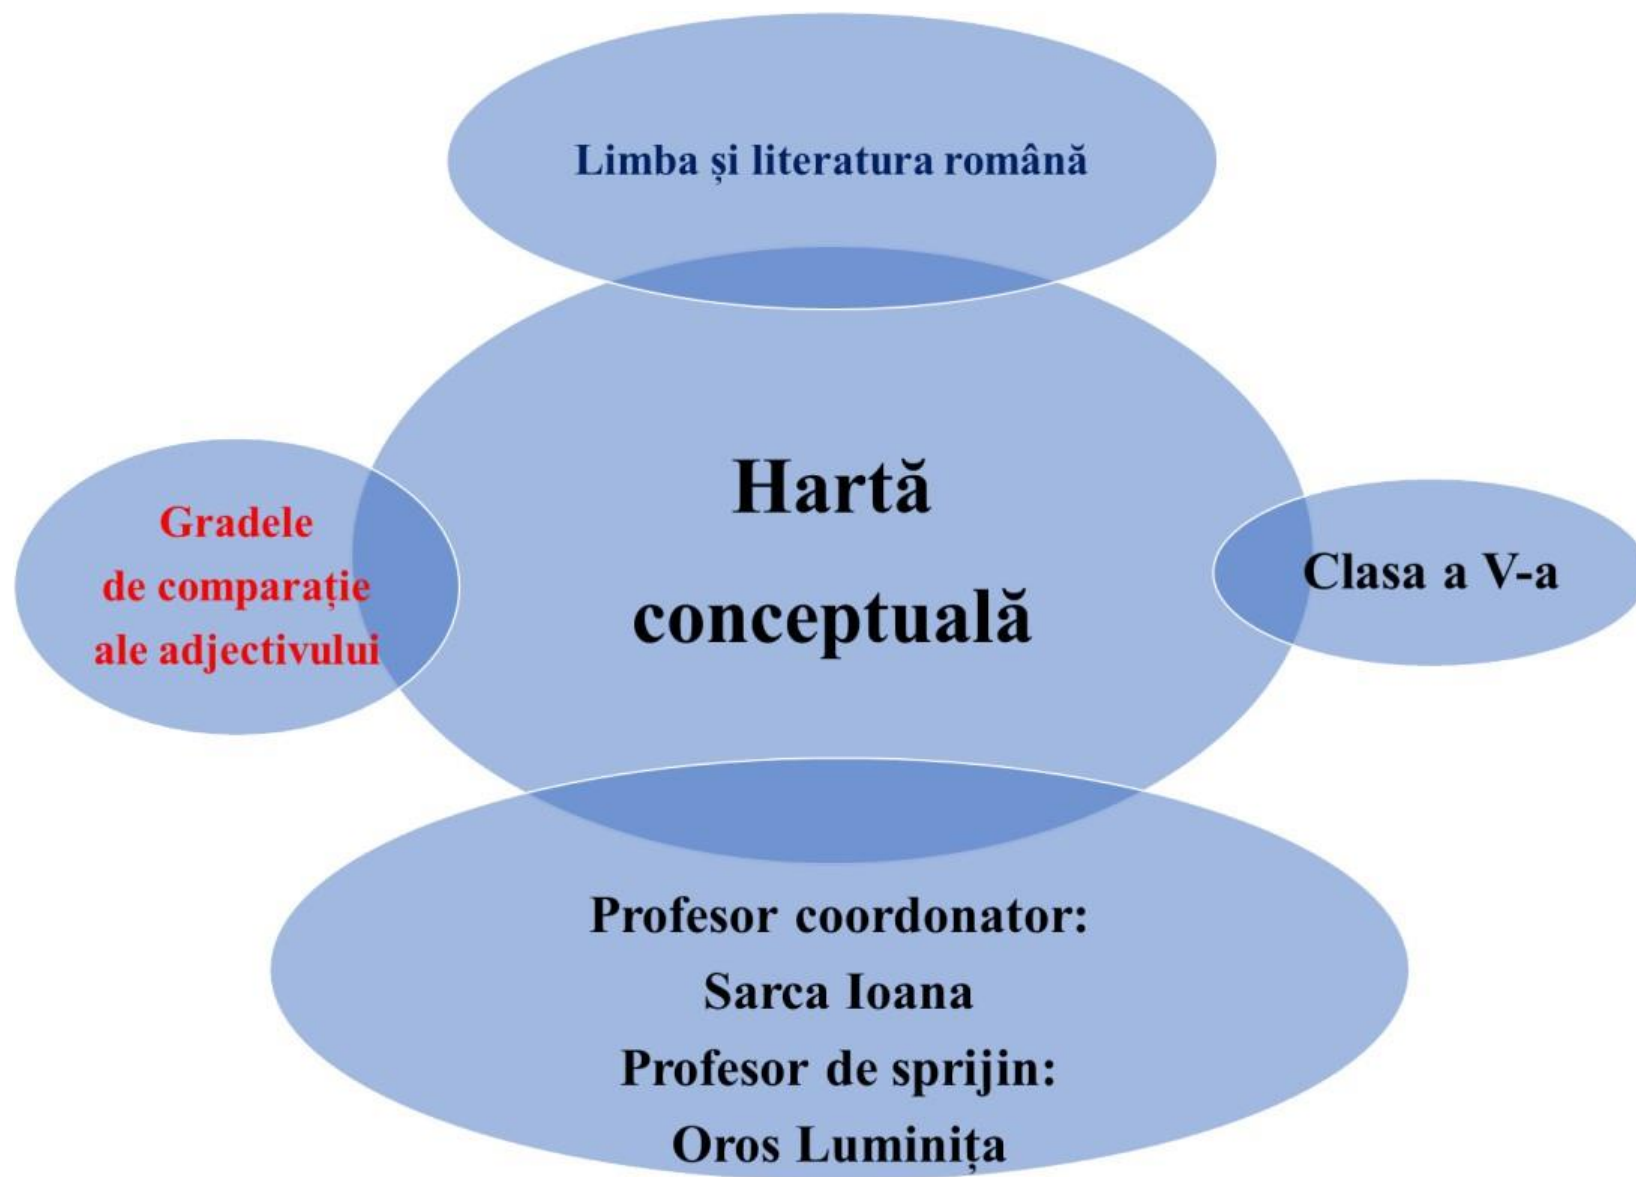 Limba și literatura română
Hartă
conceptuală
Gradele
de comparație
ale adjectivului
Clasa a V-a
Profesor coordonator:
Sarca Ioana
Profesor de sprijin:
Oros Luminița